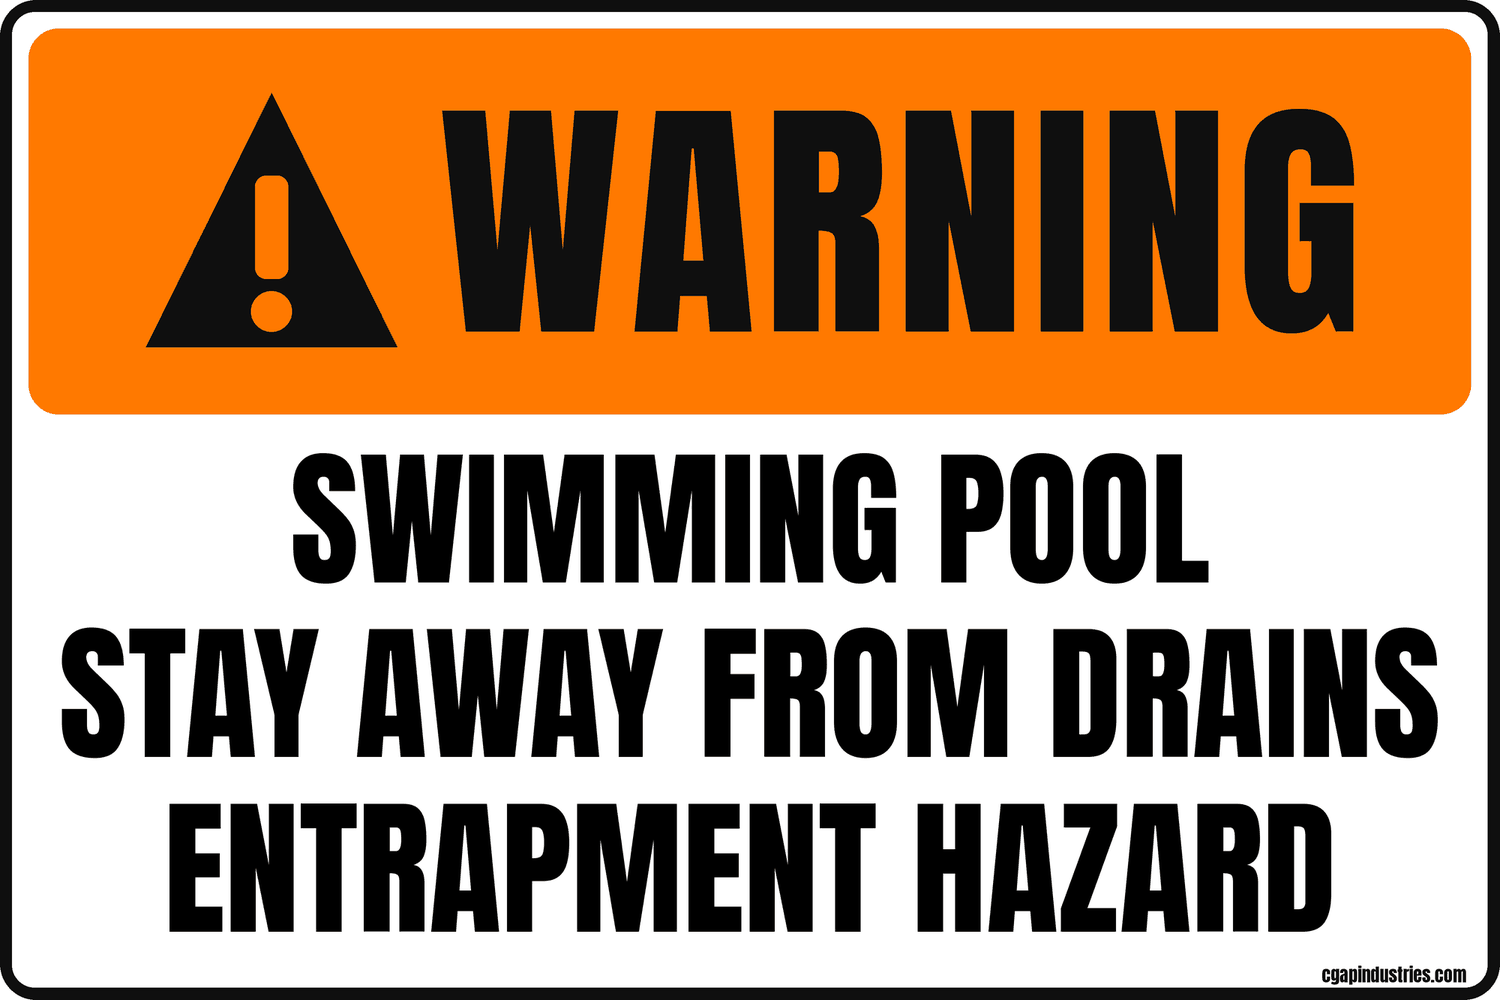 WARNING
SWIMMING POOL
STAY AWAY FROM DRAINS
ENTRAPMENT HAZARD
cgapindustries.com